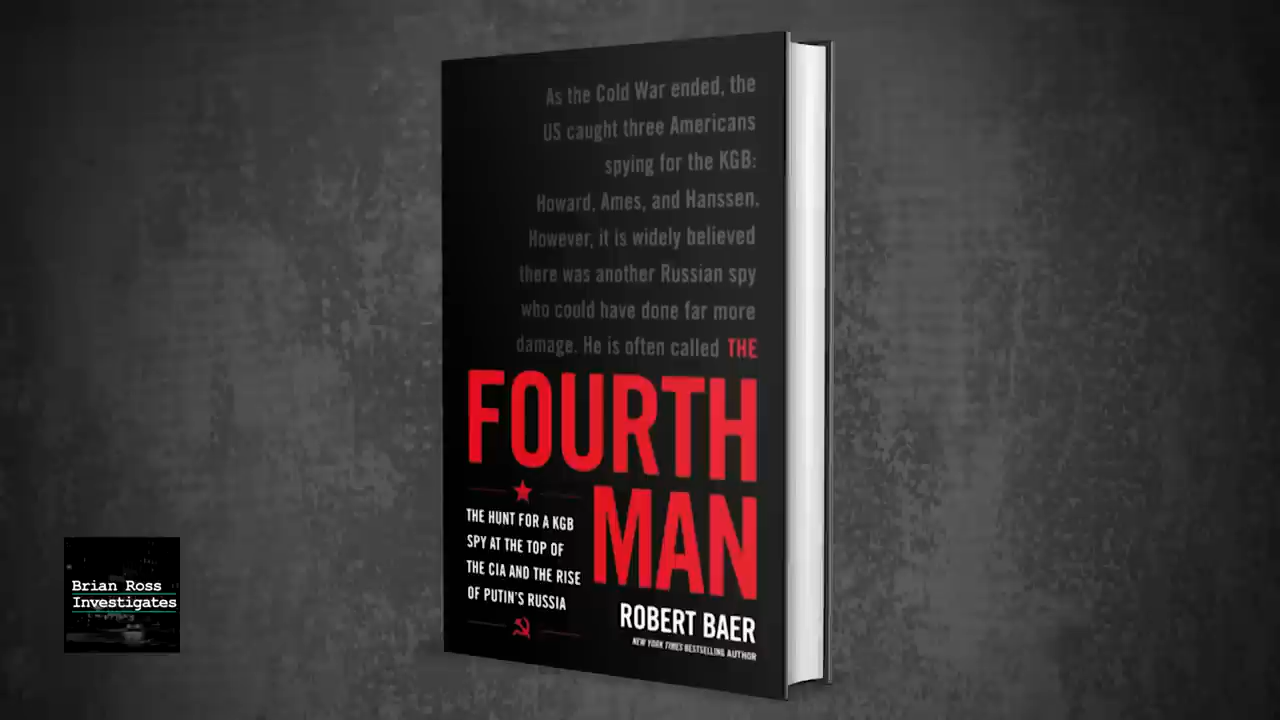 As the Cold War ended, the
US caught three Americans
spying for the KGB:
Howard, Ames, and Hanssen.
However, it is widely believed
there was another Russian spy
who could have done far more
damage. He is often called THE
FOURTH
MAN
THE HUNT FOR A KGB
SPY AT THE TOP OF
THE CIA AND THE RISE
OF PUTIN'S RUSSIA
ROBERT BAER
NEW YORK TIMES BESTSELLING AUTHOR
Brian Ross
Investigates